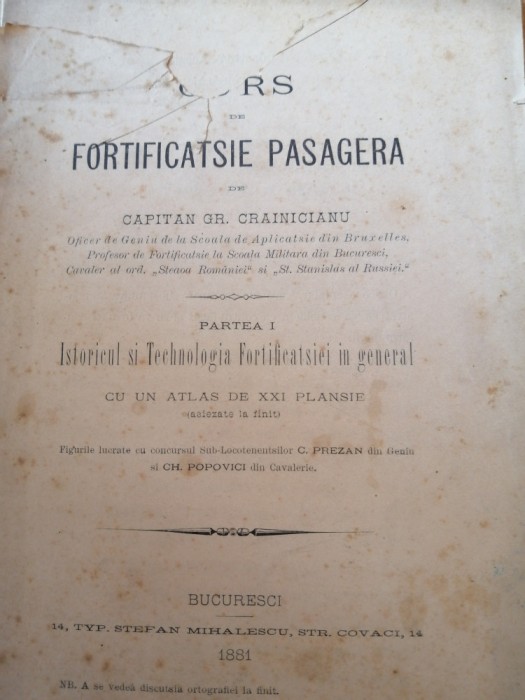 CURS
DE
FORTIFICATSIE PASAGERA
DE
CAPITAN GR. CRAINICIANU
Oficer de Geniu de la Scoula de Aplicatsie din Bruxelles,
Profesor de Fortificatsie la Scoala Militara din Bucuresci,
Cavaler al ord. „Steaoa României“ si „St. Stanislas al Russiei.“
PARTEA I
Istoricul si Technologia Fortificatsiei in general
CU UN ATLAS DE XXI PLANSIE
(aclexate la finit)
Figurile lucrate cu concursul Sub-Locotenentsilor C. PREZAN din Geniu
si CH. POPOVICI din Cavalerie.
BUCURESCI
14, TYP. STEFAN MIHALESCU, STR. COVACI, 14
1881
NB. A se vedeà discutsia ortografiei la finit.